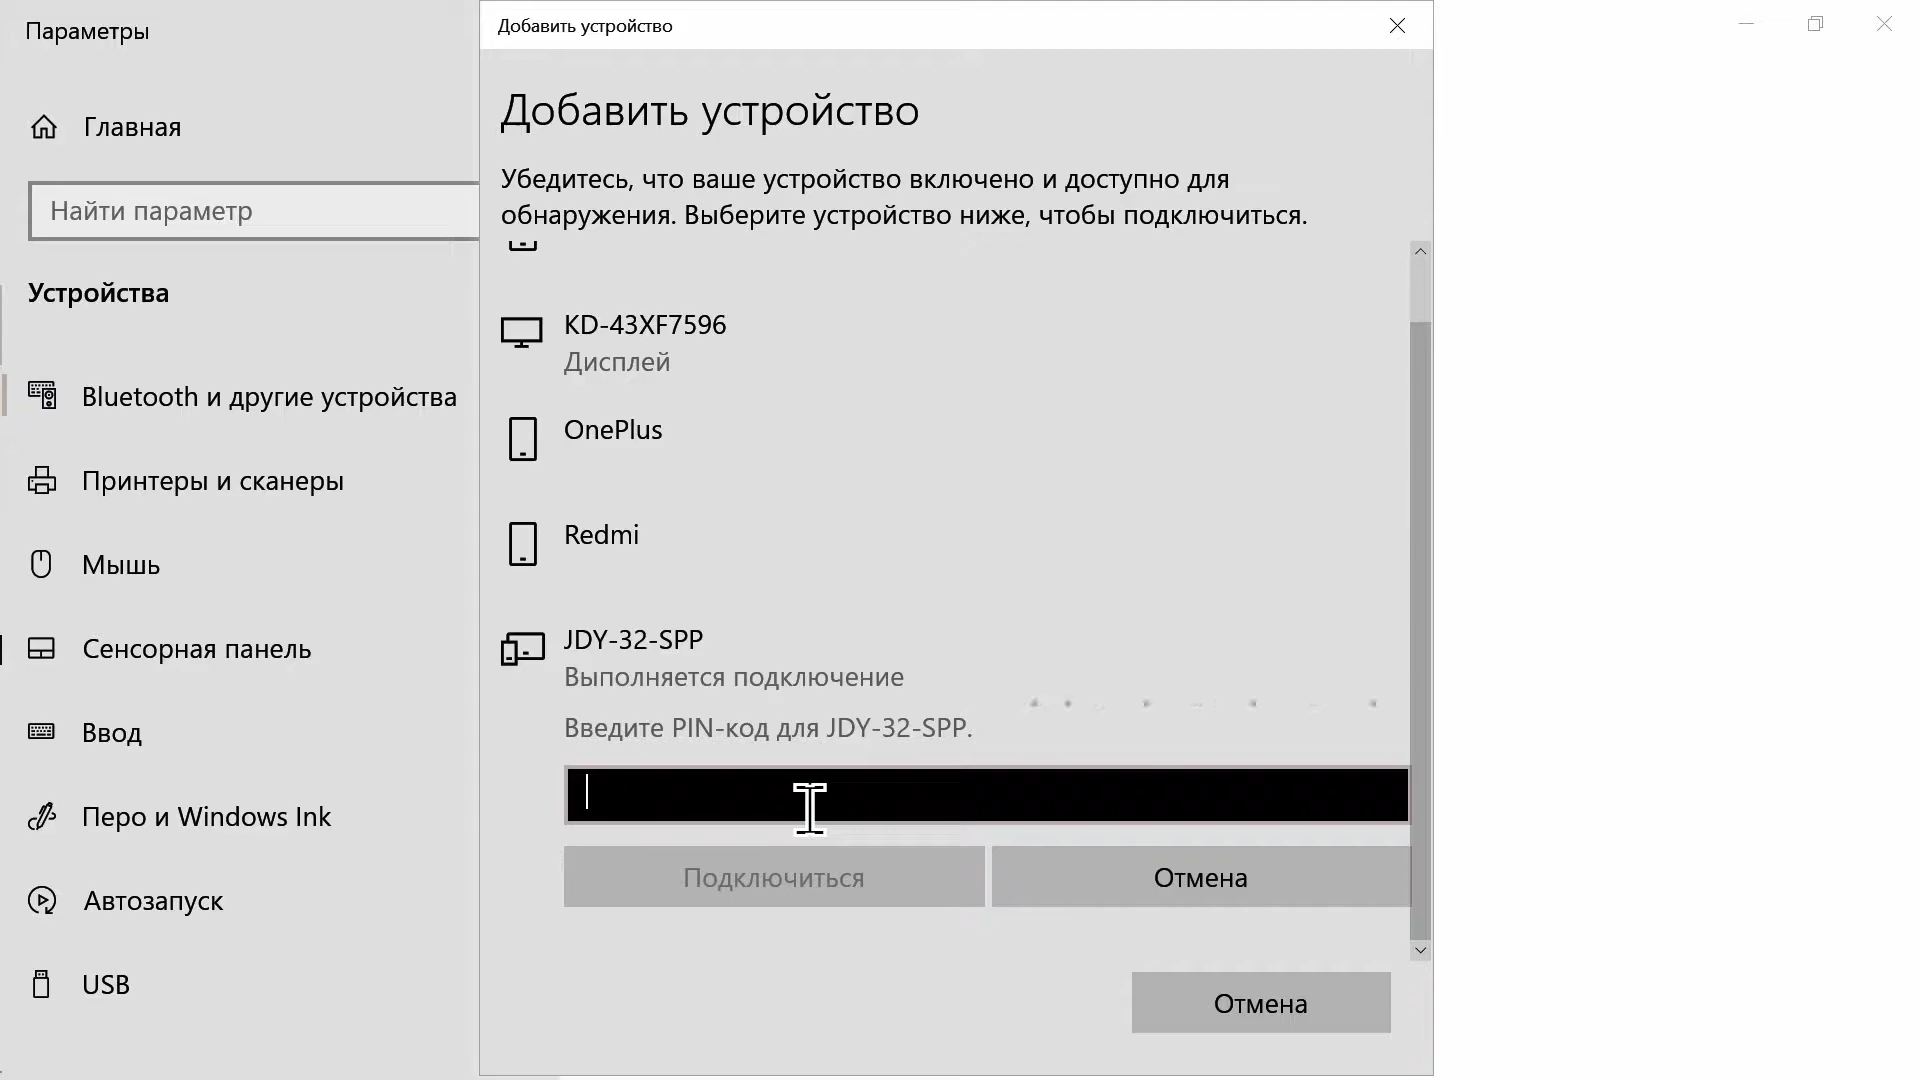 Параметры
Главная
Найти параметр
Устройства
Bluetooth и другие устройства
Принтеры и сканеры
Мышь
Сенсорная панель
Ввод
Перо и Windows Ink
Автозапуск
USB
Добавить устройство
Добавить устройство
Убедитесь, что ваше устройство включено и доступно для
обнаружения. Выберите устройство ниже, чтобы подключиться.
KD-43XF7596
Дисплей
OnePlus
Redmi
JDY-32-SPP
Выполняется подключение
Введите PIN-код для JDY-32-SPP.
Подключиться
Отмена
Отмена